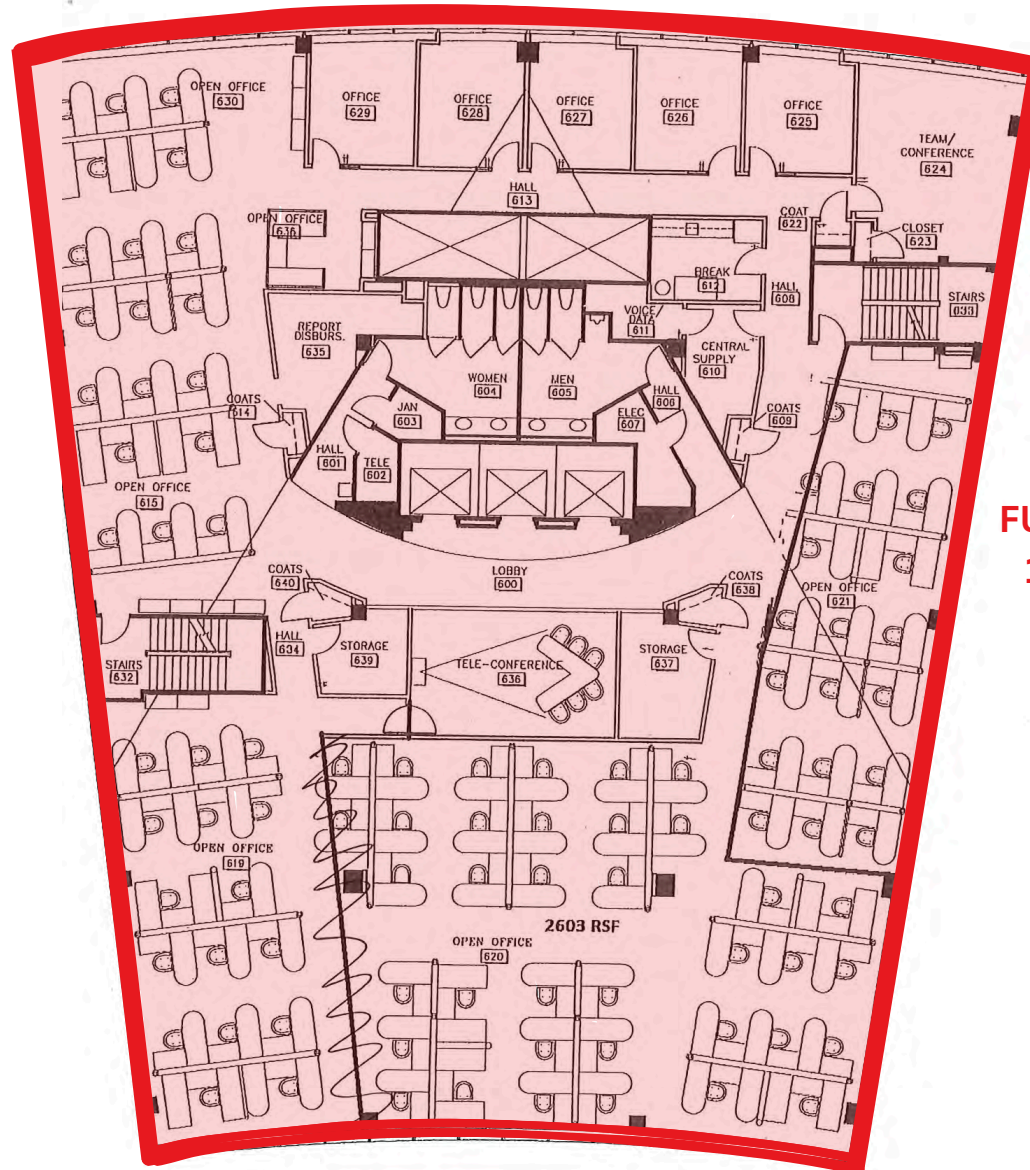 OPEN OFFICE
630
OFFICE
629
OFFICE
628
OFFICE
627
OFFICE
626
OFFICE
625
TEAM/
CONFERENCE
624
HALL
613
OPEN OFFICE
636
COAT
622
CLOSET
623
BREAK
612
HALL
608
STAIRS
633
VOICE/
DATA
611
REPORT
DISBURS.
635
CENTRAL
SUPPLY
610
WOMEN
604
MEN
605
HALL
606
COATS
614
JAN
603
ELEC
607
COATS
609
HALL
601
TELE
602
OPEN OFFICE
615
FU
LOBBY
600
COATS
640
COATS
638
OPEN OFFICE
621
HALL
634
STORAGE
639
TELE-CONFERENCE
636
STORAGE
637
STAIRS
632
OPEN OFFICE
619
2603 RSF
OPEN OFFICE
620